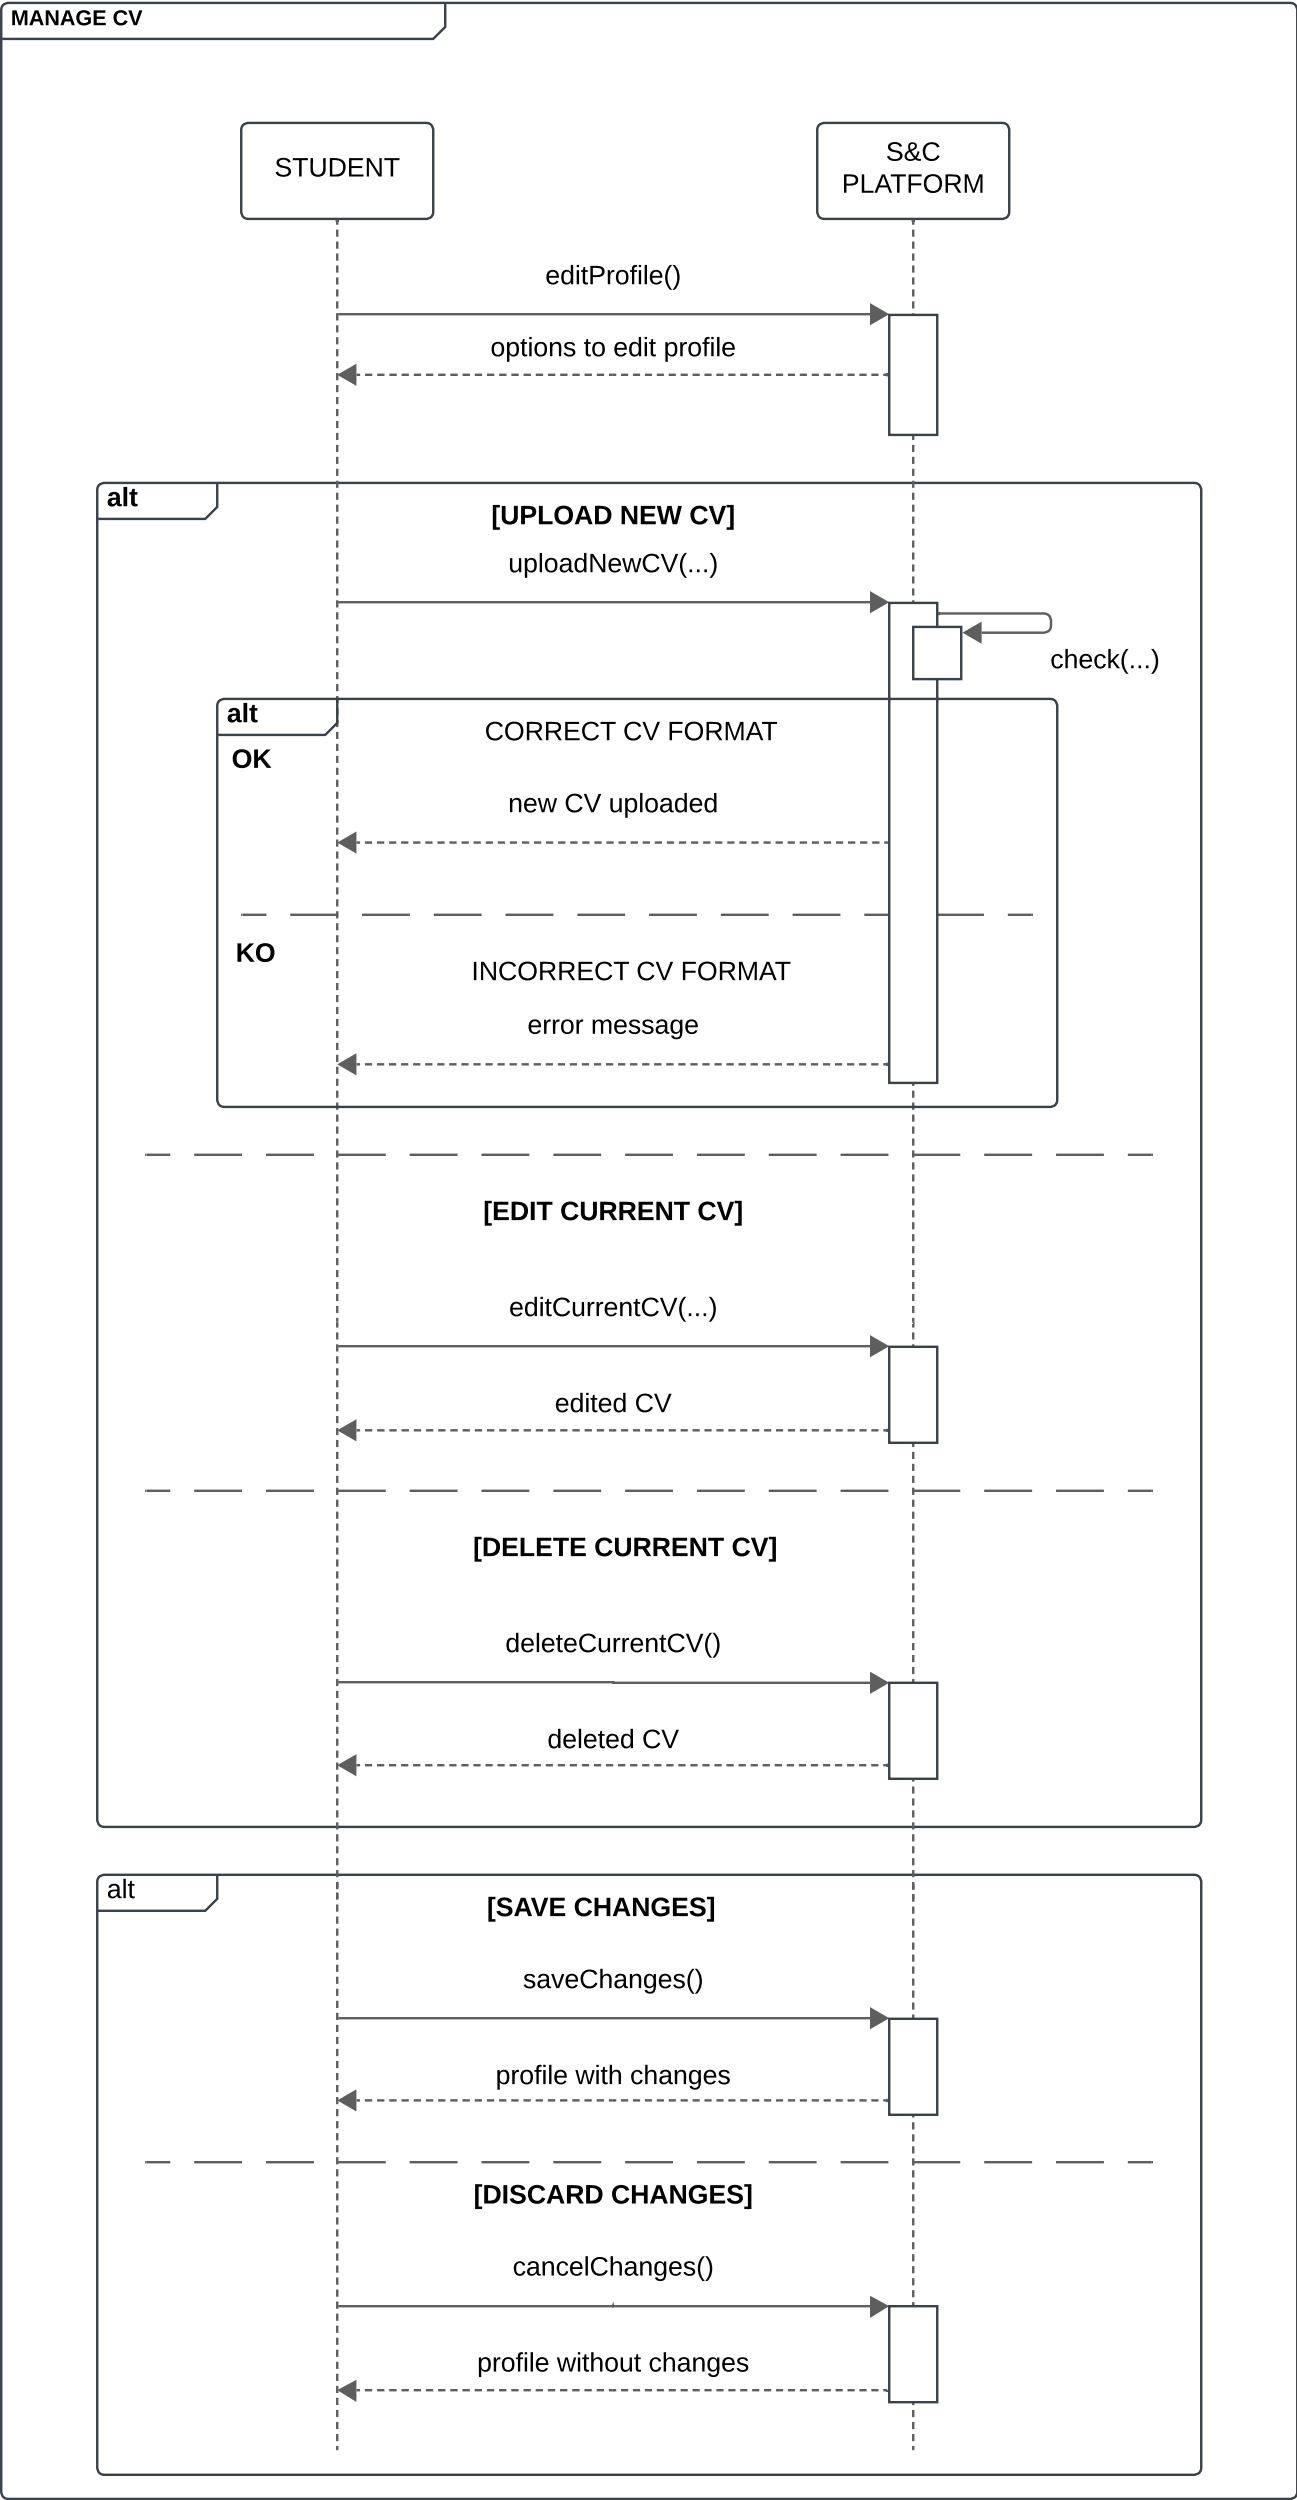 MANAGE CV
STUDENT
S&C
PLATFORM
editProfile()
options to edit profile
alt
[UPLOAD NEW CV]
uploadNewCV(...)
check(...)
alt
CORRECT CV FORMAT
OK
new CV uploaded
KO
INCORRECT CV FORMAT
error message
[EDIT CURRENT CV]
editCurrentCV(...)
edited CV
[DELETE CURRENT CV]
deleteCurrentCV()
deleted CV
alt
[SAVE CHANGES]
saveChanges()
profile with changes
[DISCARD CHANGES]
cancelChanges()
profile without changes